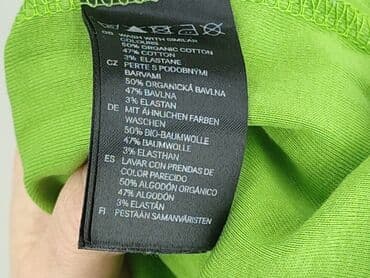 GB WASH WITH SIMILAR
COLOURS
50% ORGANIC COTTON
47% COTTON
3% ELASTANE
CZ PERTE S PODOBNÝMI
BARVAMI
50% ORGANICKÁ BAVLNA
47% BAVLNA
3% ELASTAN
DE MIT ÄHNLICHEN FARBEN
WASCHEN
50% BIO-BAUMWOLLE
47% BAUMWOLLE
3% ELASTHAN
ES LAVAR CON PRENDAS DE
COLOR PARECIDO
50% ALGODÓN ORGÁNICO
47% ALGODÓN
3% ELASTÁN
FI PESTÄÄN SAMANVÄRISTEN